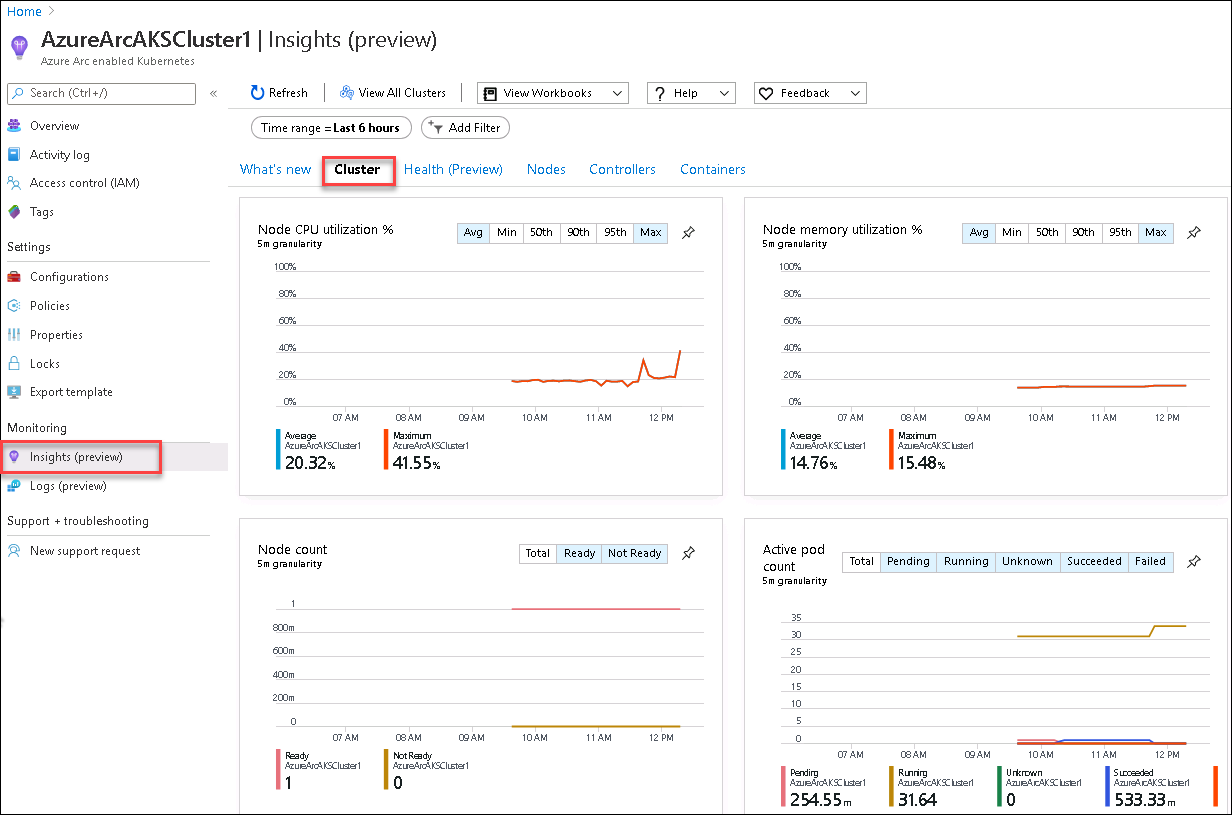 Home
AzureArcAKSCluster1 | Insights (preview)
Azure Arc enabled Kubernetes
Search (Ctrl+/)
«
Overview
Activity log
Access control (IAM)
Tags
Settings
Configurations
Policies
Properties
Locks
Export template
Monitoring
Insights (preview)
Logs (preview)
Support + troubleshooting
New support request
Refresh
View All Clusters
View Workbooks
Help
Feedback
Time range = Last 6 hours
Add Filter
What's new
Cluster
Health (Preview)
Nodes
Controllers
Containers
Node CPU utilization %
5m granularity
Avg Min 50th 90th 95th Max
100%
80%
60%
40%
20%
0%
07 AM 08 AM 09 AM 10 AM 11 AM 12 PM
Average
AzureArcAKSCluster1
20.32%
Maximum
AzureArcAKSCluster1
41.55%
Node memory utilization %
5m granularity
Avg Min 50th 90th 95th Max
100%
80%
60%
40%
20%
0%
07 AM 08 AM 09 AM 10 AM 11 AM 12 PM
Average
AzureArcAKSCluster1
14.76%
Maximum
AzureArcAKSCluster1
15.48%
Node count
5m granularity
Total Ready Not Ready
1
800m
600m
400m
200m
0
07 AM 08 AM 09 AM 10 AM 11 AM 12 PM
Ready
AzureArcAKSCluster1
1
Not Ready
AzureArcAKSCluster1
0
Active pod
count
5m granularity
Total Pending Running Unknown Succeeded Failed
35
30
25
20
15
10
5
0
07 AM 08 AM 09 AM 10 AM 11 AM 12 PM
Pending
AzureArcAKSCluster1
254.55m
Running
AzureArcAKSCluster1
31.64
Unknown
AzureArcAKSCluster1
0
Succeeded
AzureArcAKSCluster1
533.33m